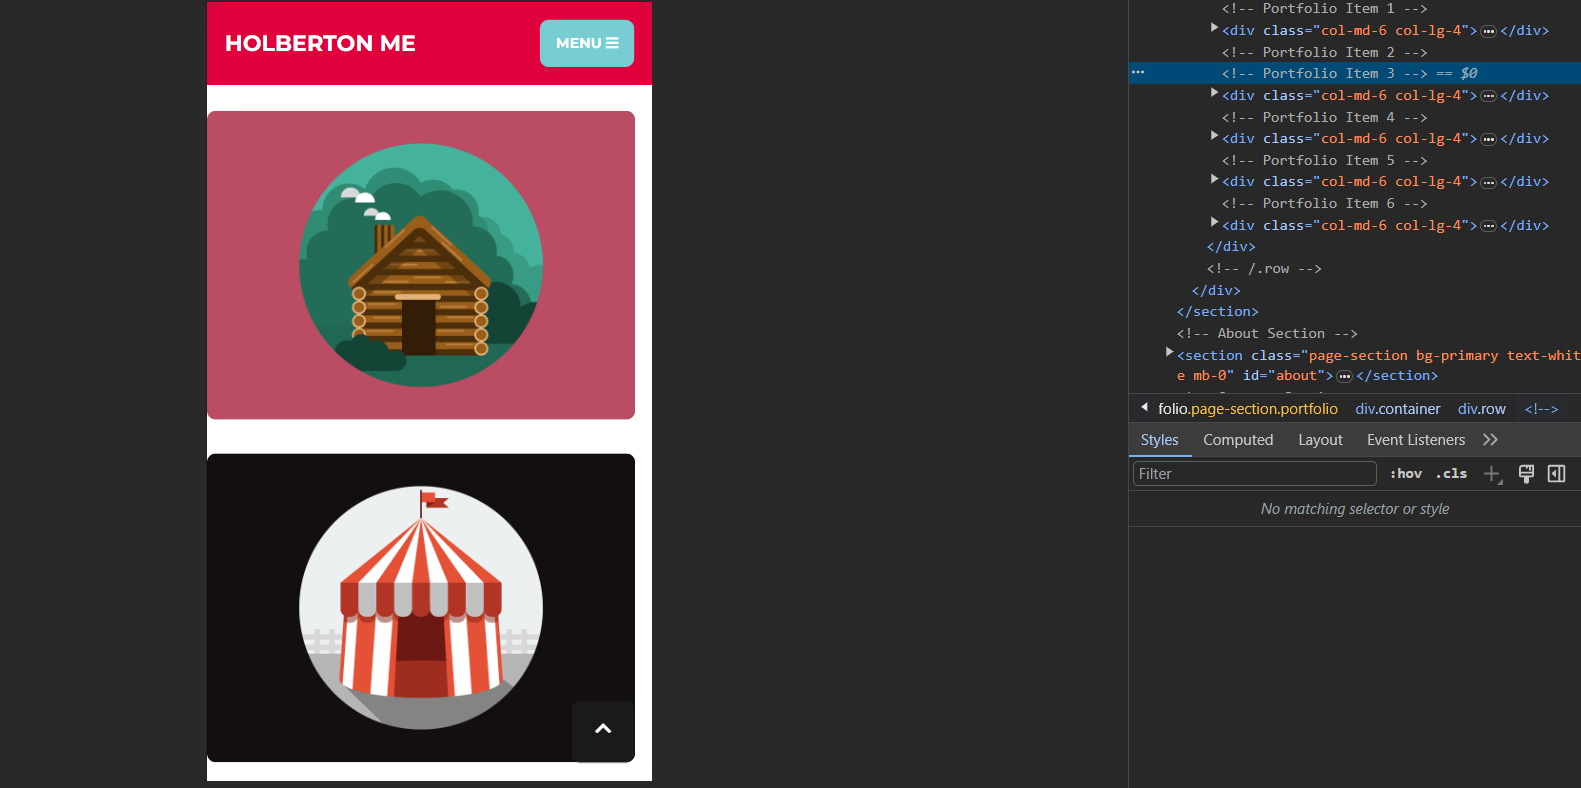 HOLBERTON ME
MENU
<!-- Portfolio Item 1 -->
<div class="col-md-6 col-lg-4">…</div>
<!-- Portfolio Item 2 -->
<!-- Portfolio Item 3 --> == $0
<div class="col-md-6 col-lg-4">…</div>
<!-- Portfolio Item 4 -->
<div class="col-md-6 col-lg-4">…</div>
<!-- Portfolio Item 5 -->
<div class="col-md-6 col-lg-4">…</div>
<!-- Portfolio Item 6 -->
<div class="col-md-6 col-lg-4">…</div>
</div>
<!-- /.row -->
</div>
</section>
<!-- About Section -->
<section class="page-section bg-primary text-whit
e mb-0" id="about">…</section>
folio.page-section.portfolio div.container div.row <!-->
Styles Computed Layout Event Listeners
Filter :hov .cls
No matching selector or style